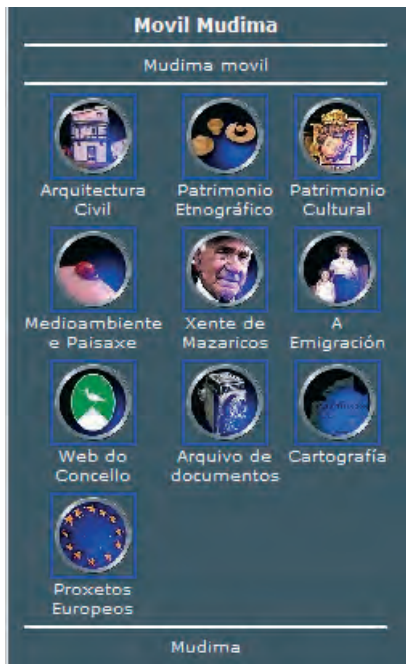 Movil Mudima
Mudima movil
Arquitectura
Civil
Patrimonio
Etnográfico
Patrimonio
Cultural
Medioambiente
e Paisaxe
Xente de
Mazaricos
A
Emigración
Web do
Concello
Arquivo de
documentos
Cartografía
Proxetos
Europeos
Mudima